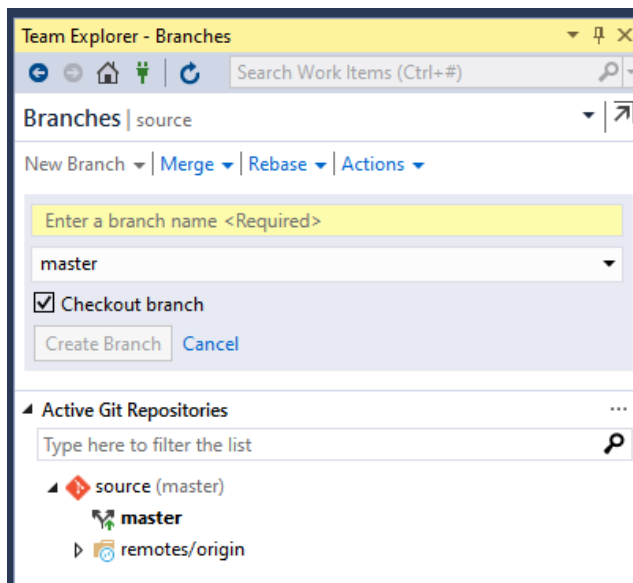 Team Explorer - Branches
Search Work Items (Ctrl+#)
Branches | source
New Branch | Merge | Rebase | Actions
Enter a branch name <Required>
master
Checkout branch
Create Branch Cancel
Active Git Repositories ...
Type here to filter the list
source (master)
master
remotes/origin